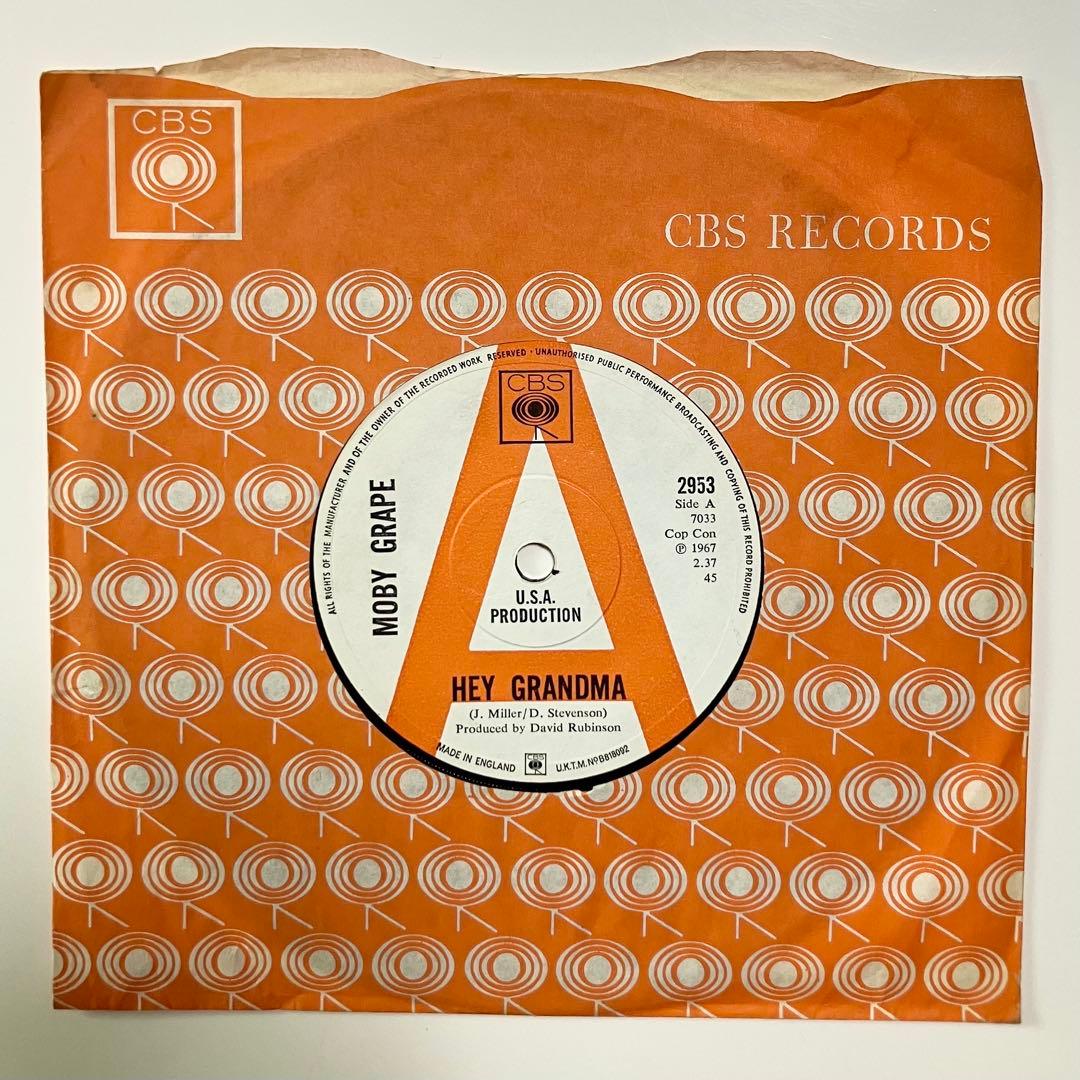 CBS
CBS RECORDS
ALL RIGHTS OF THE MANUFACTURER AND OF THE OWNER OF THE RECORDED WORK RESERVED · UNAUTHORISED PUBLIC PERFORMANCE BROADCASTING AND COPYING OF THIS RECORD PROHIBITED
CBS
MOBY GRAPE
2953
Side A
7033
Cop Con
℗ 1967
2.37
45
A
U.S.A.
PRODUCTION
HEY GRANDMA
(J. Miller/D. Stevenson)
Produced by David Rubinson
MADE IN ENGLAND CBS U.K.T.M. Nº B818092